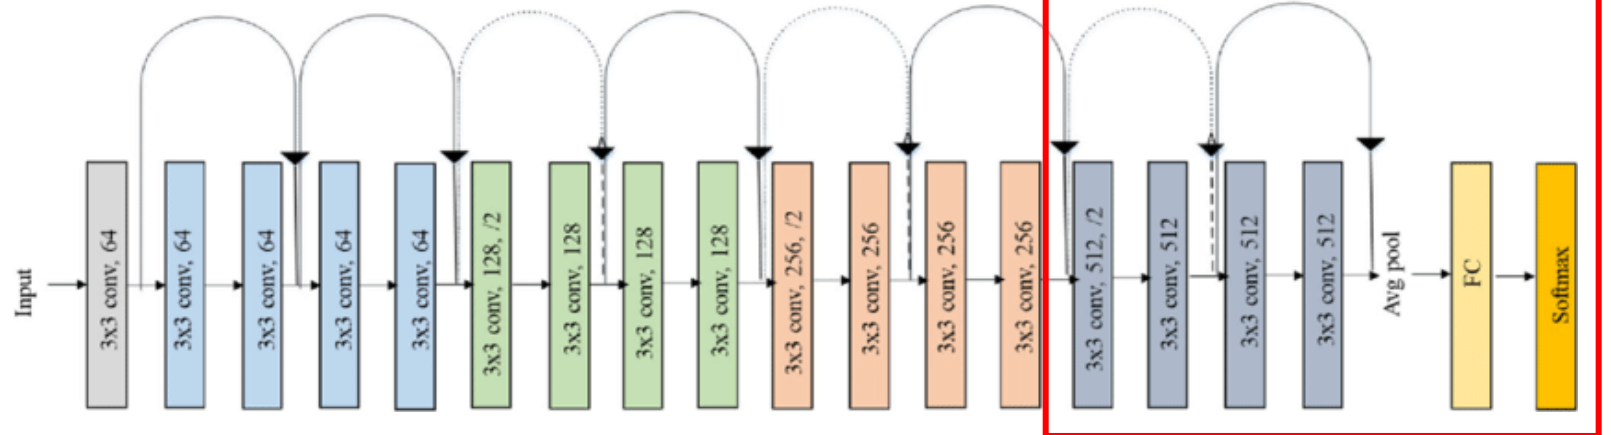 Input
3x3 conv, 64
3x3 conv, 64
3x3 conv, 64
3x3 conv, 64
3x3 conv, 64
3x3 conv, 128, /2
3x3 conv, 128
3x3 conv, 128
3x3 conv, 128
3x3 conv, 256, /2
3x3 conv, 256
3x3 conv, 256
3x3 conv, 256
3x3 conv, 512, /2
3x3 conv, 512
3x3 conv, 512
3x3 conv, 512
Avg pool
FC
Softmax